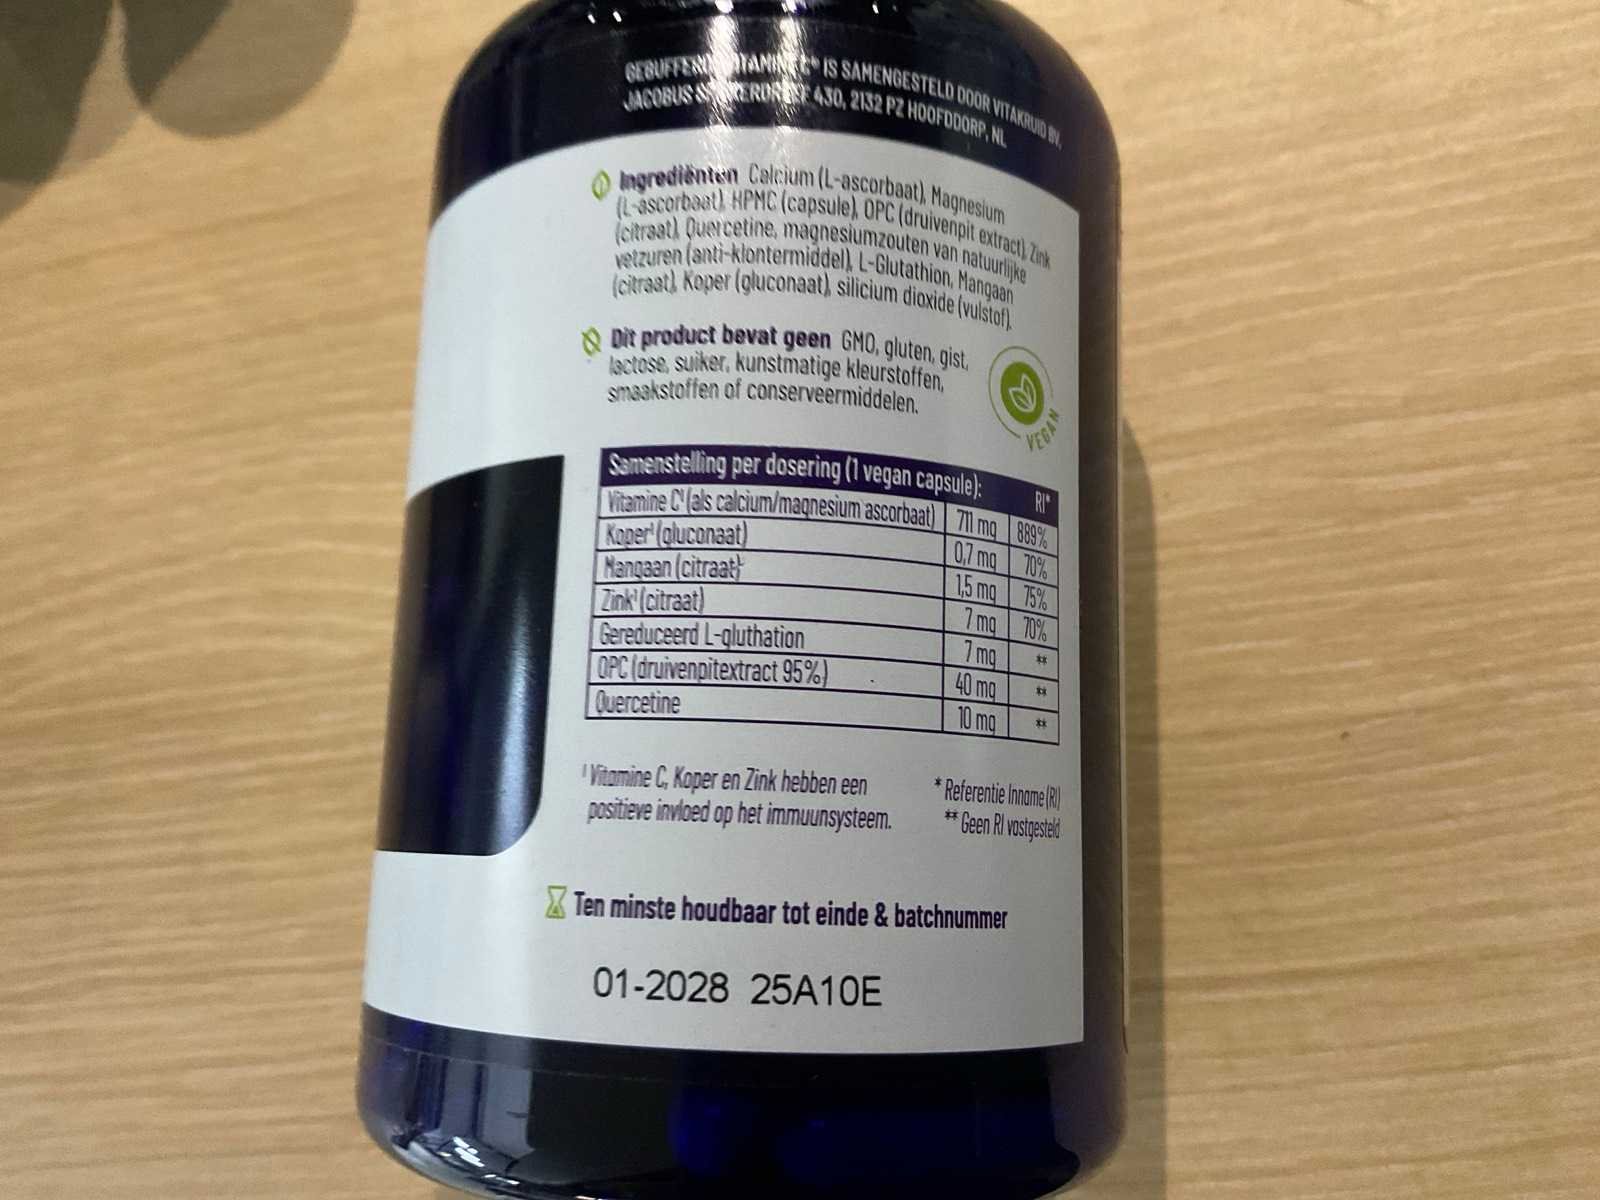 GEBUFFERDE VITAMINE C® IS SAMENGESTELD DOOR VITAKRUID BV,
JACOBUS 430, 2132 PZ HOOFDDORP, NL
Ingrediënten Calcium (L-ascorbaat), Magnesium
(L-ascorbaat), HPMC (capsule), OPC (druivenpit extract), Zink
(citraat), Quercetine, magnesiumzouten van natuurlijke
vetzuren (anti-klontermiddel), L-Glutathion, Mangaan
(citraat), Koper (gluconaat), silicium dioxide (vulstof).
Dit product bevat geen GMO, gluten, gist,
lactose, suiker, kunstmatige kleurstoffen,
smaakstoffen of conserveermiddelen.
VEGAN
Samenstelling per dosering (1 vegan capsule): RI*
Vitamine C¹ (als calcium/magnesium ascorbaat) 711 mg 889%
Koper¹ (gluconaat) 0,7 mg 70%
Mangaan (citraat)¹ 1,5 mg 75%
Zink¹ (citraat) 7 mg 70%
Gereduceerd L-gluthation 7 mg **
OPC (druivenpitextract 95%) 40 mg **
Quercetine 10 mg **
¹ Vitamine C, Koper en Zink hebben een
positieve invloed op het immuunsysteem.
* Referentie Inname (RI)
** Geen RI vastgesteld
Ten minste houdbaar tot einde & batchnummer
01-2028 25A10E